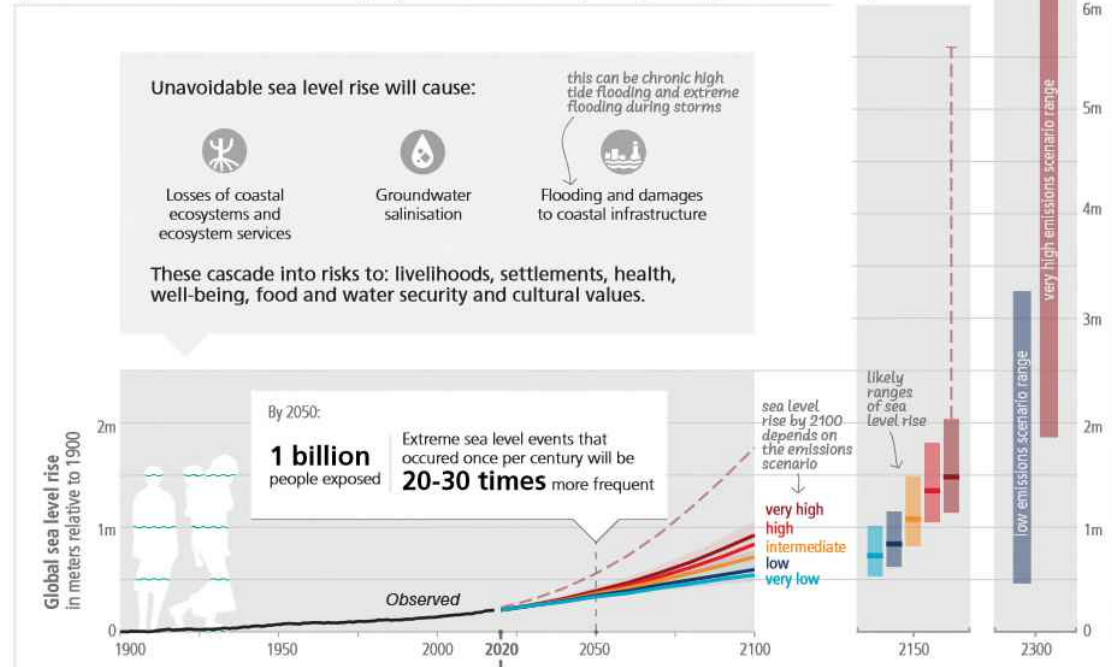 Unavoidable sea level rise will cause:
this can be chronic high
tide flooding and extreme
flooding during storms
Losses of coastal
ecosystems and
ecosystem services
Groundwater
salinisation
Flooding and damages
to coastal infrastructure
These cascade into risks to: livelihoods, settlements, health,
well-being, food and water security and cultural values.
Global sea level rise
in meters relative to 1900
2m
1m
0
By 2050:
1 billion
people exposed
Extreme sea level events that
occured once per century will be
20-30 times more frequent
Observed
1900
1950
2000
2020
2050
2100
sea level
rise by 2100
depends on
the emissions
scenario
very high
high
intermediate
low
very low
likely
ranges
of sea
level rise
2150
low emissions scenario range
very high emissions scenario range
2300
6m
5m
4m
3m
2m
1m
0